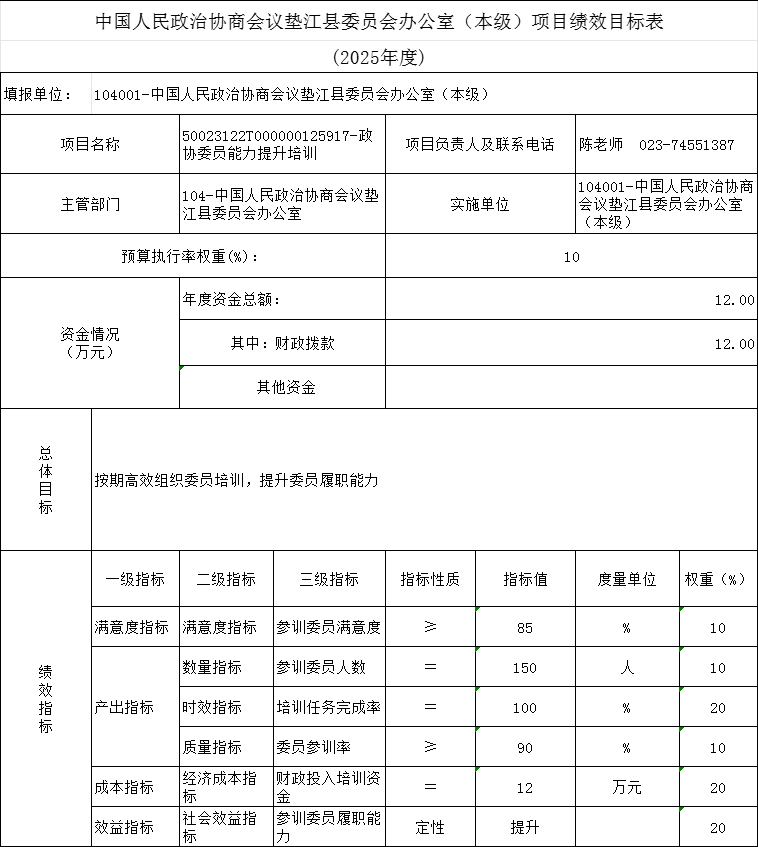 中国人民政治协商会议垫江县委员会办公室（本级）项目绩效目标表
(2025年度)
填报单位： 104001-中国人民政治协商会议垫江县委员会办公室（本级）
项目名称 50023122T000000125917-政协委员能力提升培训 项目负责人及联系电话 陈老师 023-74551387
主管部门 104-中国人民政治协商会议垫江县委员会办公室 实施单位 104001-中国人民政治协商会议垫江县委员会办公室（本级）
预算执行率权重(%)： 10
资金情况（万元） 年度资金总额： 12.00
其中：财政拨款 12.00
其他资金
总体目标 按期高效组织委员培训，提升委员履职能力
绩效指标 一级指标 二级指标 三级指标 指标性质 指标值 度量单位 权重（%）
满意度指标 满意度指标 参训委员满意度 ≥ 85 % 10
产出指标 数量指标 参训委员人数 ＝ 150 人 10
时效指标 培训任务完成率 ＝ 100 % 20
质量指标 委员参训率 ≥ 90 % 10
成本指标 经济成本指标 财政投入培训资金 ＝ 12 万元 20
效益指标 社会效益指标 参训委员履职能力 定性 提升 20